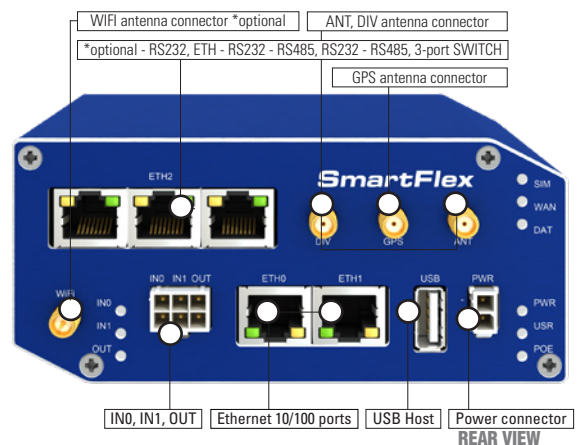 WIFI antenna connector *optional
ANT, DIV antenna connector
*optional - RS232, ETH - RS232 - RS485, RS232 - RS485, 3-port SWITCH
GPS antenna connector
ETH2
SmartFlex
SIM
WAN
DAT
DIV
GPS
ANT
WiFi
IN0 IN1 OUT
ETH0
ETH1
USB
PWR
IN0
IN1
OUT
PWR
USR
POE
IN0, IN1, OUT
Ethernet 10/100 ports
USB Host
Power connector
REAR VIEW